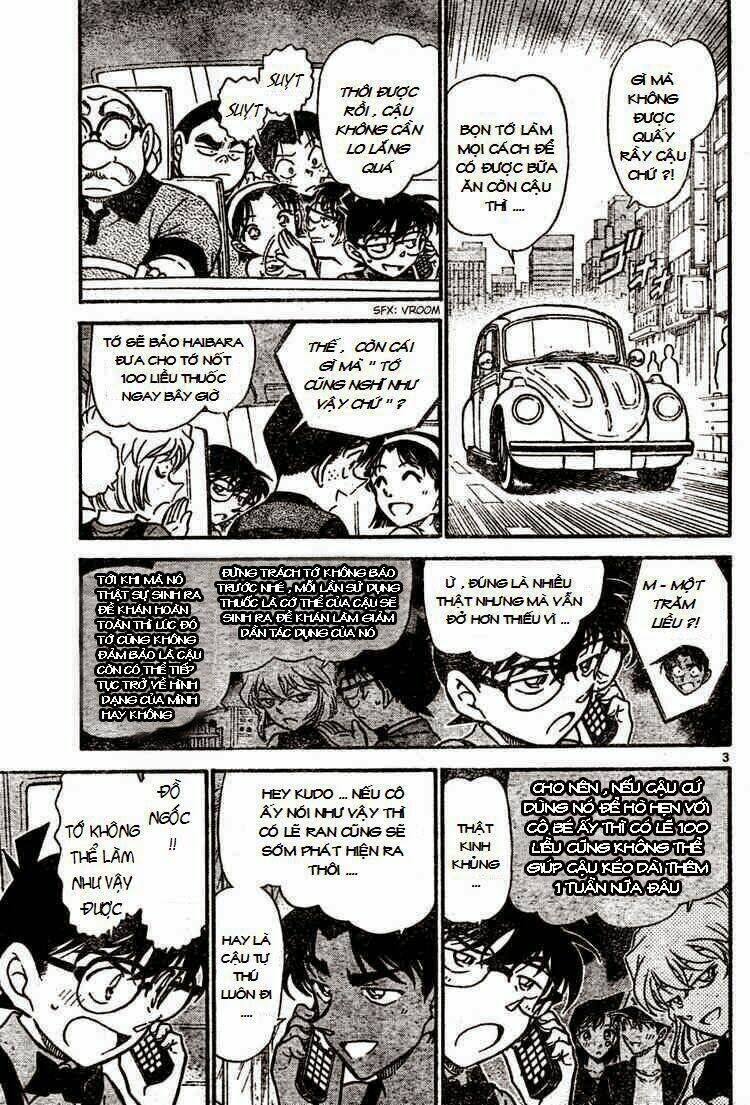 GÌ MÀ
KHÔNG
ĐƯỢC
QUẤY
RẦY CẬU
CHỨ ?!
BỌN TỚ LÀM
MỌI CÁCH ĐỂ
CÓ ĐƯỢC BỮA
ĂN CÒN CẬU
THÌ ....
THÔI ĐƯỢC
RỒI , CẬU
KHÔNG CẦN
LO LẮNG
QUÁ
SUỴT
SUỴT
SFX: VROOM
THẾ , CÒN CÁI
GÌ MÀ " TỚ
CŨNG NGHĨ NHƯ
VẬY CHỨ " ?
TỚ SẼ BẢO HAIBARA
ĐƯA CHO TỚ NỐT
100 LIỀU THUỐC
NGAY BÂY GIỜ
M - MỘT
TRĂM
LIỀU ?!
Ừ , ĐÚNG LÀ NHIỀU
THẬT NHƯNG MÀ VẪN
ĐỞ HƠN THIẾU VÌ ...
ĐỪNG TRÁCH TỚ KHÔNG BÁO
TRƯỚC NHÉ , MỖI LẦN SỬ DỤNG
THUỐC LÀ CƠ THỂ CỦA CẬU SẼ
SINH RA ĐỀ KHÁN LÀM GIẢM
DẦN TÁC DỤNG CỦA NÓ
TỚI KHI MÀ NÓ
THẬT SỰ SINH RA
ĐỀ KHÁN HOÀN
TOÀN THÌ LÚC ĐÓ
TỚ CŨNG KHÔNG
ĐẢM BẢO LÀ CẬU
CÒN CÓ THỂ TIẾP
TỤC TRỞ VỀ HÌNH
DẠNG CỦA MÌNH
HAY KHÔNG
3
CHO NÊN , NẾU CẬU CỨ
DÙNG NÓ ĐỂ HÒ HẸN VỚI
CÔ BÉ ẤY THÌ CÓ LẼ 100
LIỀU CŨNG KHÔNG THỂ
GIÚP CẬU KÉO DÀI THÊM
1 TUẦN NỮA ĐÂU
THẬT
KINH
KHỦNG
...
HEY KUDO ... NẾU CÔ
ẤY NÓI NHƯ VẬY THÌ
CÓ LẼ RAN CŨNG SẼ
SỚM PHÁT HIỆN RA
THÔI ....
HAY LÀ
CẬU TỰ
THÚ
LUÔN ĐI
....
ĐỒ
NGỐC
!!
TỚ KHÔNG
THỂ LÀM
NHƯ VẬY
ĐƯỢC